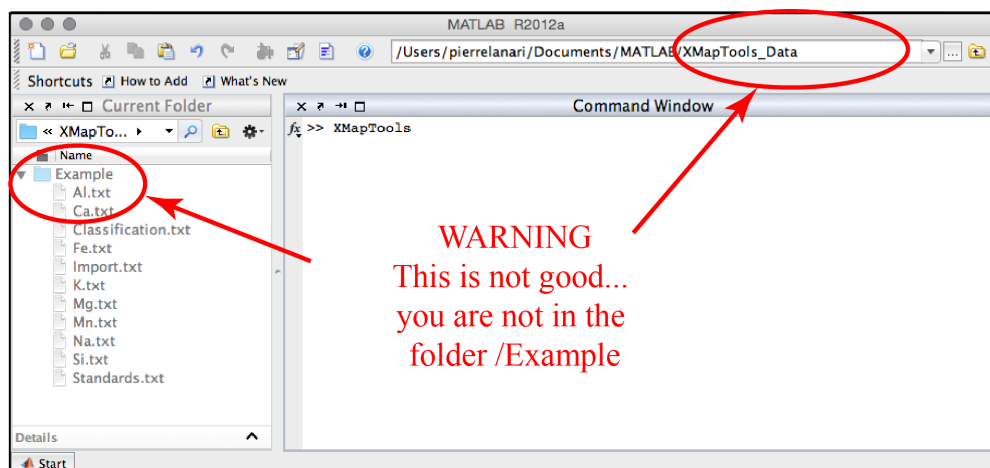 MATLAB R2012a
/Users/pierrelanari/Documents/MATLAB/XMapTools_Data
...
Shortcuts How to Add What's New
Current Folder
Command Window
« XMapTo...
fx >> XMapTools
Name
Example
Al.txt
Ca.txt
Classification.txt
Fe.txt
Import.txt
K.txt
Mg.txt
Mn.txt
Na.txt
Si.txt
Standards.txt
WARNING
This is not good...
you are not in the
folder /Example
Details
Start